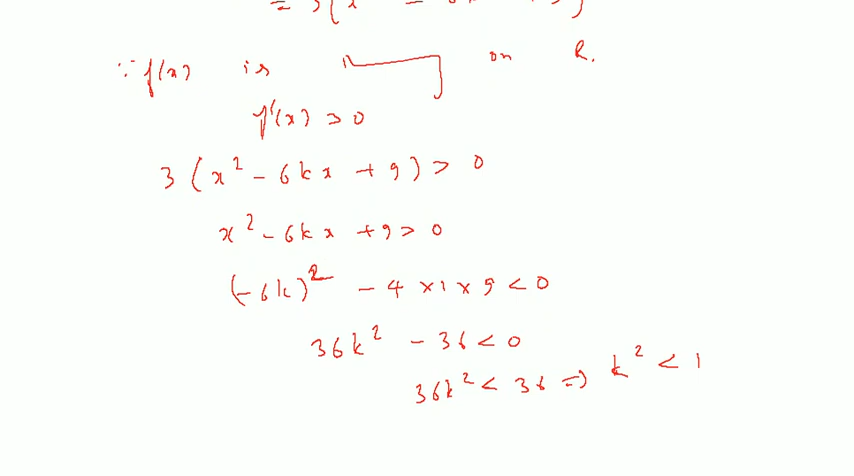 ∵ f(x) is on R.
f'(x) > 0
3 (x² - 6kx + 9) > 0
x² - 6kx + 9 > 0
(-6k)² - 4 × 1 × 9 < 0
36k² - 36 < 0
36k² < 36 ⇒ k² < 1